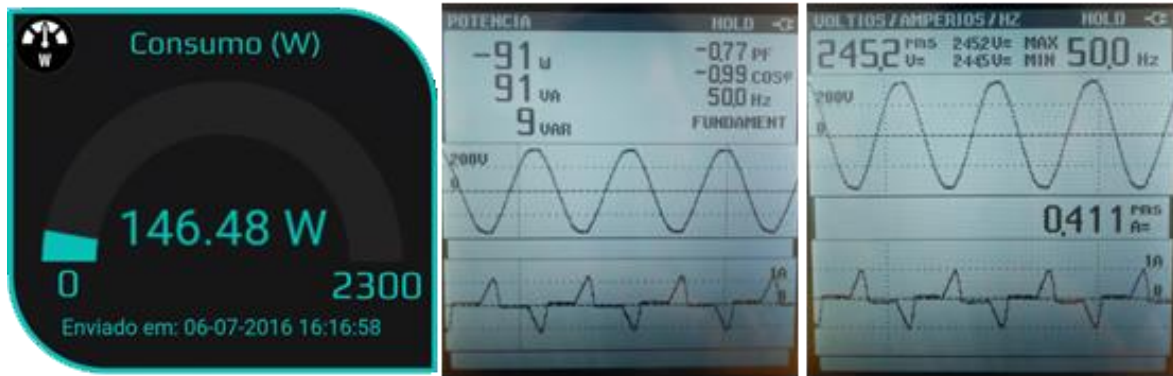 W
Consumo (W)
146.48 W
0
2300
Enviado em: 06-07-2016 16:16:58
POTENCIA HOLD
-91 W
91 VA
9 VAR
-0,77 PF
-0,99 COSφ
50,0 Hz
FUNDAMENT
200V
0
1A
0
VOLTIOS/AMPERIOS/HZ HOLD
245,2 rms V= 245,2 V= MAX 50,0 Hz
244,5 V= MIN
200V
0
0,411 rms A=
1A
0